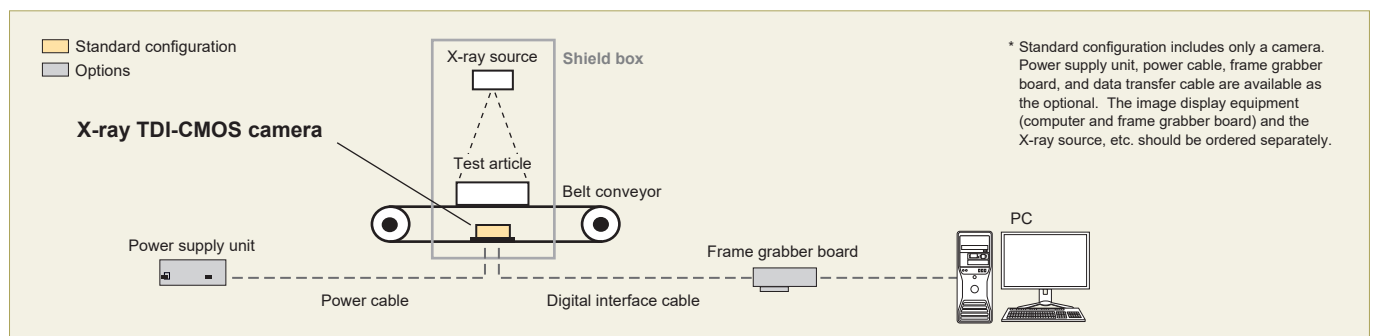 Standard configuration
Options
X-ray TDI-CMOS camera
X-ray source
Shield box
Test article
Belt conveyor
Power supply unit
Power cable
Digital interface cable
Frame grabber board
PC
* Standard configuration includes only a camera.
Power supply unit, power cable, frame grabber
board, and data transfer cable are available as
the optional. The image display equipment
(computer and frame grabber board) and the
X-ray source, etc. should be ordered separately.